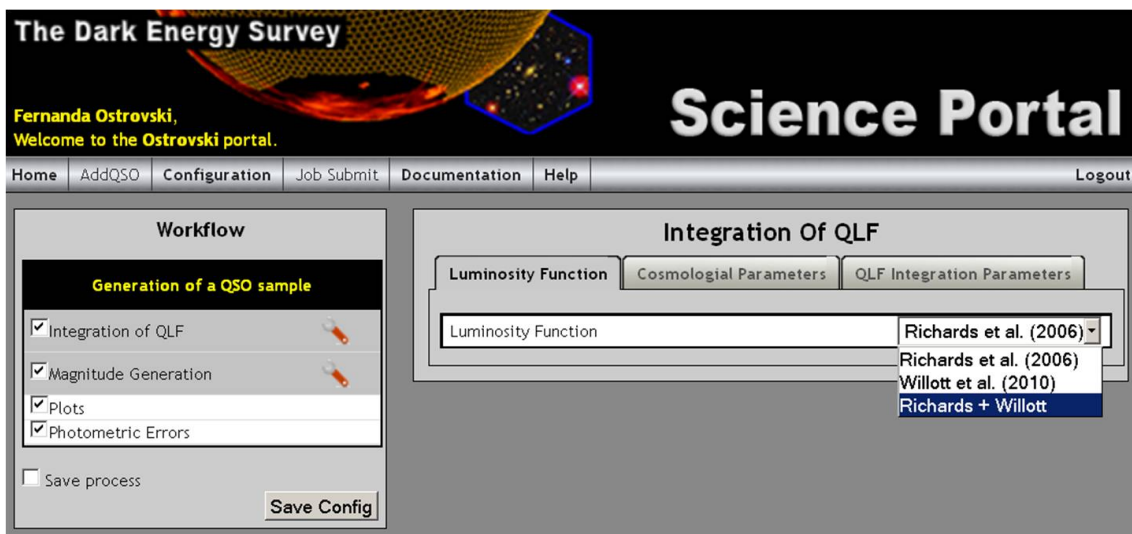 The Dark Energy Survey
Fernanda Ostrovski,
Welcome to the Ostrovski portal.
Science Portal
Home AddQSO Configuration Job Submit Documentation Help Logout
Workflow
Generation of a QSO sample
Integration of QLF
Magnitude Generation
Plots
Photometric Errors
Save process
Save Config
Integration Of QLF
Luminosity Function Cosmologial Parameters QLF Integration Parameters
Luminosity Function Richards et al. (2006)
Richards et al. (2006)
Willott et al. (2010)
Richards + Willott